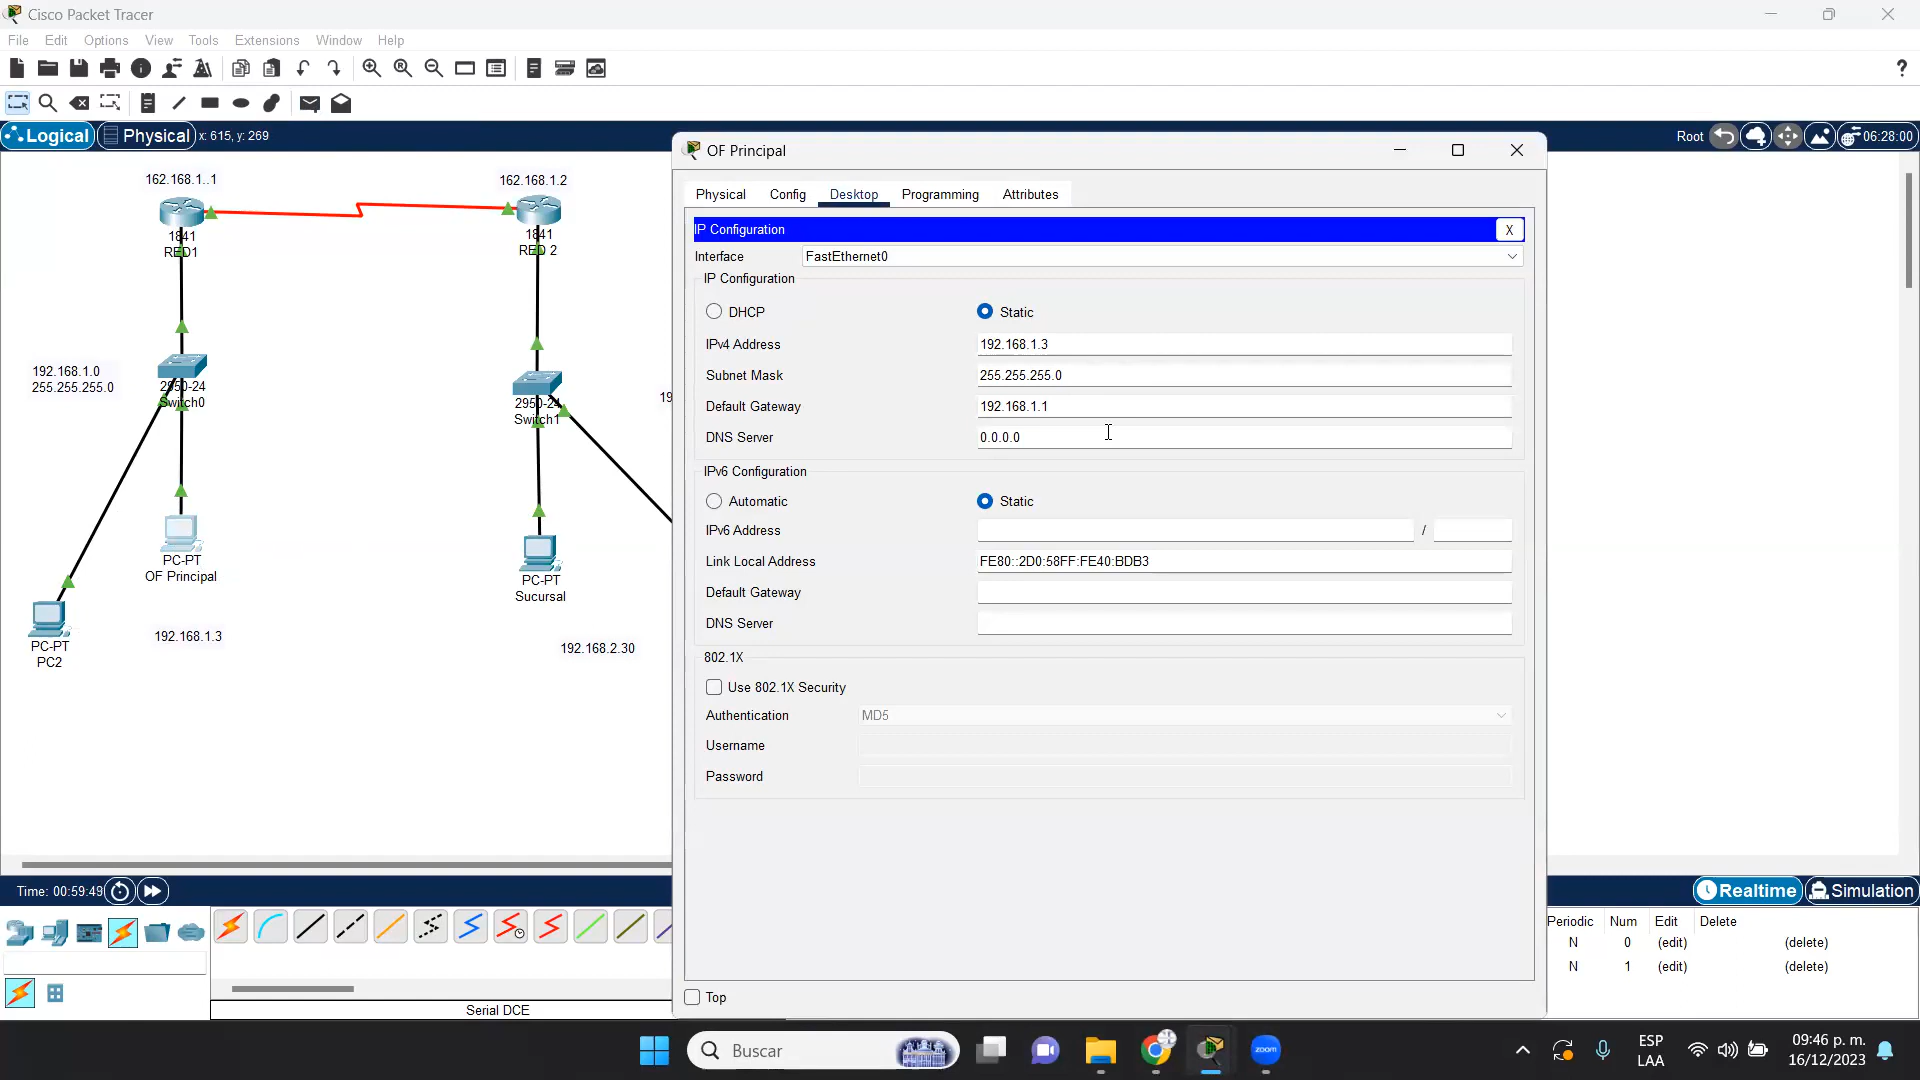 Cisco Packet Tracer
File Edit Options View Tools Extensions Window Help
?
Logical Physical x: 615, y: 269
Root 06:28:00
162.168.1..1
1841
RED1
192.168.1.0
255.255.255.0
2950-24
Switch0
PC-PT
OF Principal
192.168.1.3
PC-PT
PC2
162.168.1.2
1841
RED 2
2950-24
Switch1
19
PC-PT
Sucursal
192.168.2.30
OF Principal
Physical Config Desktop Programming Attributes
IP Configuration X
Interface FastEthernet0
IP Configuration
DHCP Static
IPv4 Address 192.168.1.3
Subnet Mask 255.255.255.0
Default Gateway 192.168.1.1
DNS Server 0.0.0.0
IPv6 Configuration
Automatic Static
IPv6 Address /
Link Local Address FE80::2D0:58FF:FE40:BDB3
Default Gateway
DNS Server
802.1X
Use 802.1X Security
Authentication MD5
Username
Password
Top
Time: 00:59:49
Realtime Simulation
Periodic Num Edit Delete
N 0 (edit) (delete)
N 1 (edit) (delete)
Serial DCE
Buscar
zoom
ESP
LAA
09:46 p. m.
16/12/2023